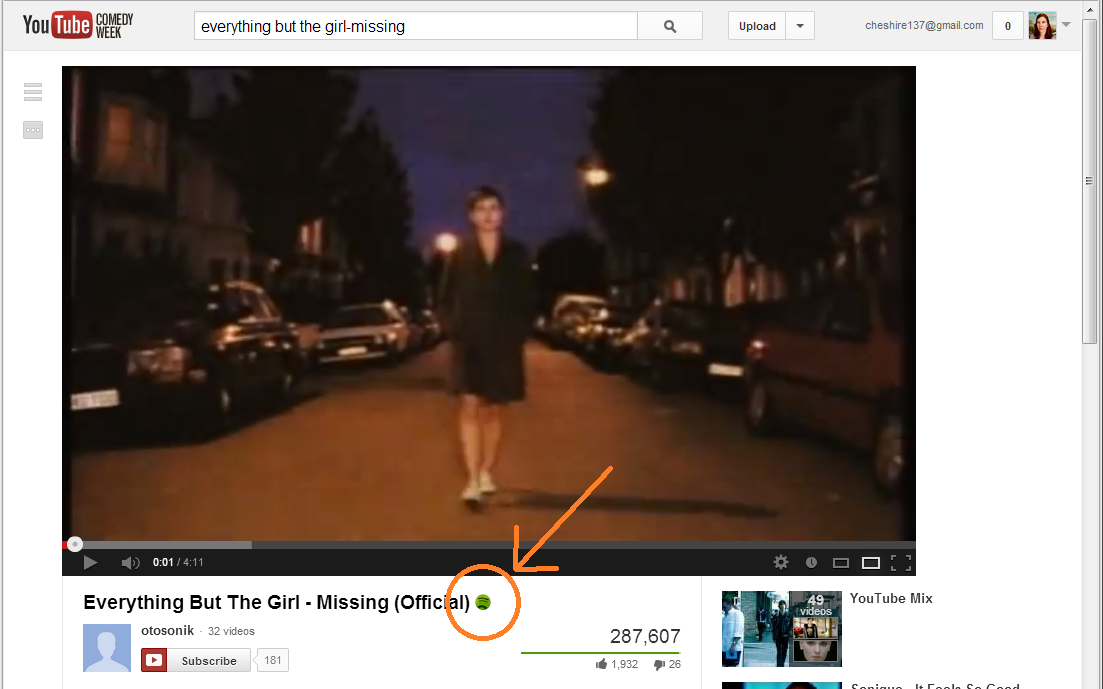 YouTube COMEDY WEEK
everything but the girl-missing
Upload
cheshire137@gmail.com
0
0:01 / 4:11
Everything But The Girl - Missing (Official)
otosonik · 32 videos
Subscribe 181
287,607
1,932 26
49 videos
YouTube Mix
Sonique - It Feels So Good